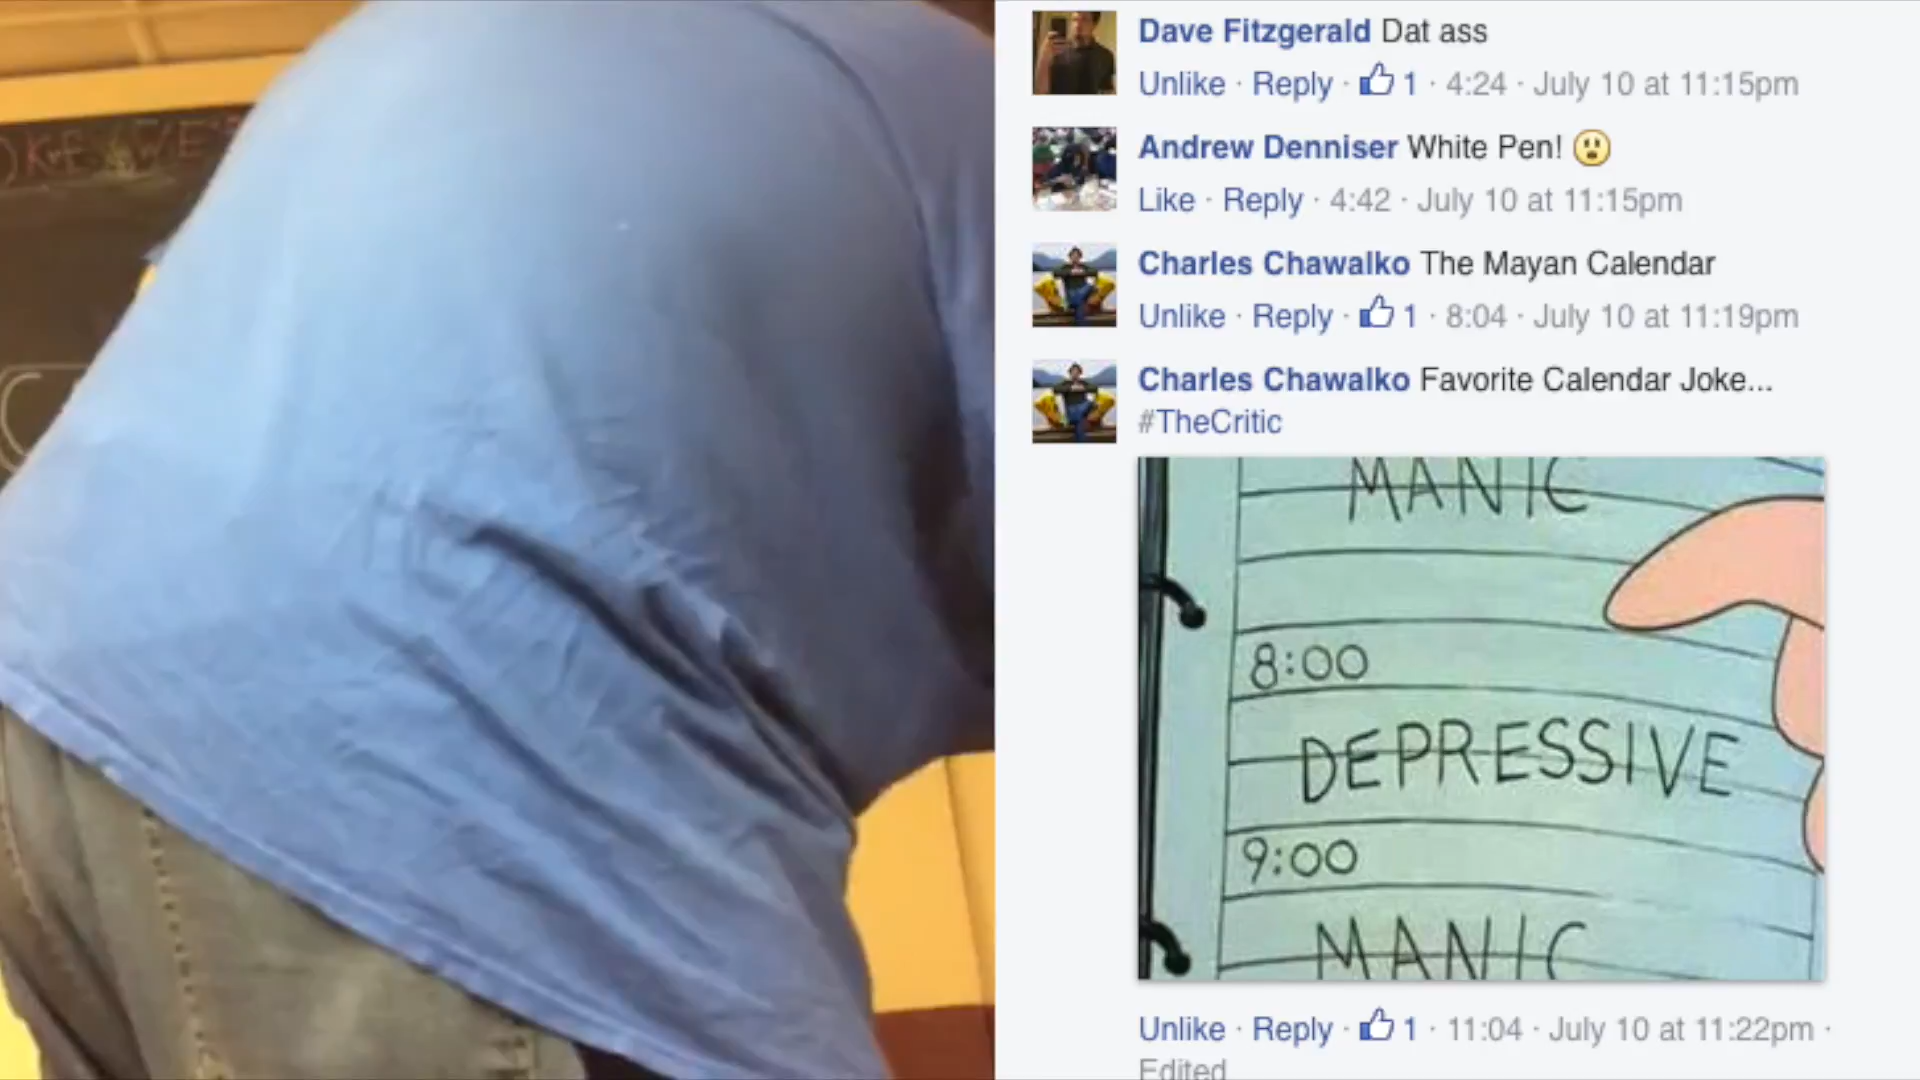 Dave Fitzgerald Dat ass
Unlike · Reply · 1 · 4:24 · July 10 at 11:15pm
Andrew Denniser White Pen! 😮
Like · Reply · 4:42 · July 10 at 11:15pm
Charles Chawalko The Mayan Calendar
Unlike · Reply · 1 · 8:04 · July 10 at 11:19pm
Charles Chawalko Favorite Calendar Joke...
#TheCritic
MANIC
8:00
DEPRESSIVE
9:00
MANIC
Unlike · Reply · 1 · 11:04 · July 10 at 11:22pm ·
Edited